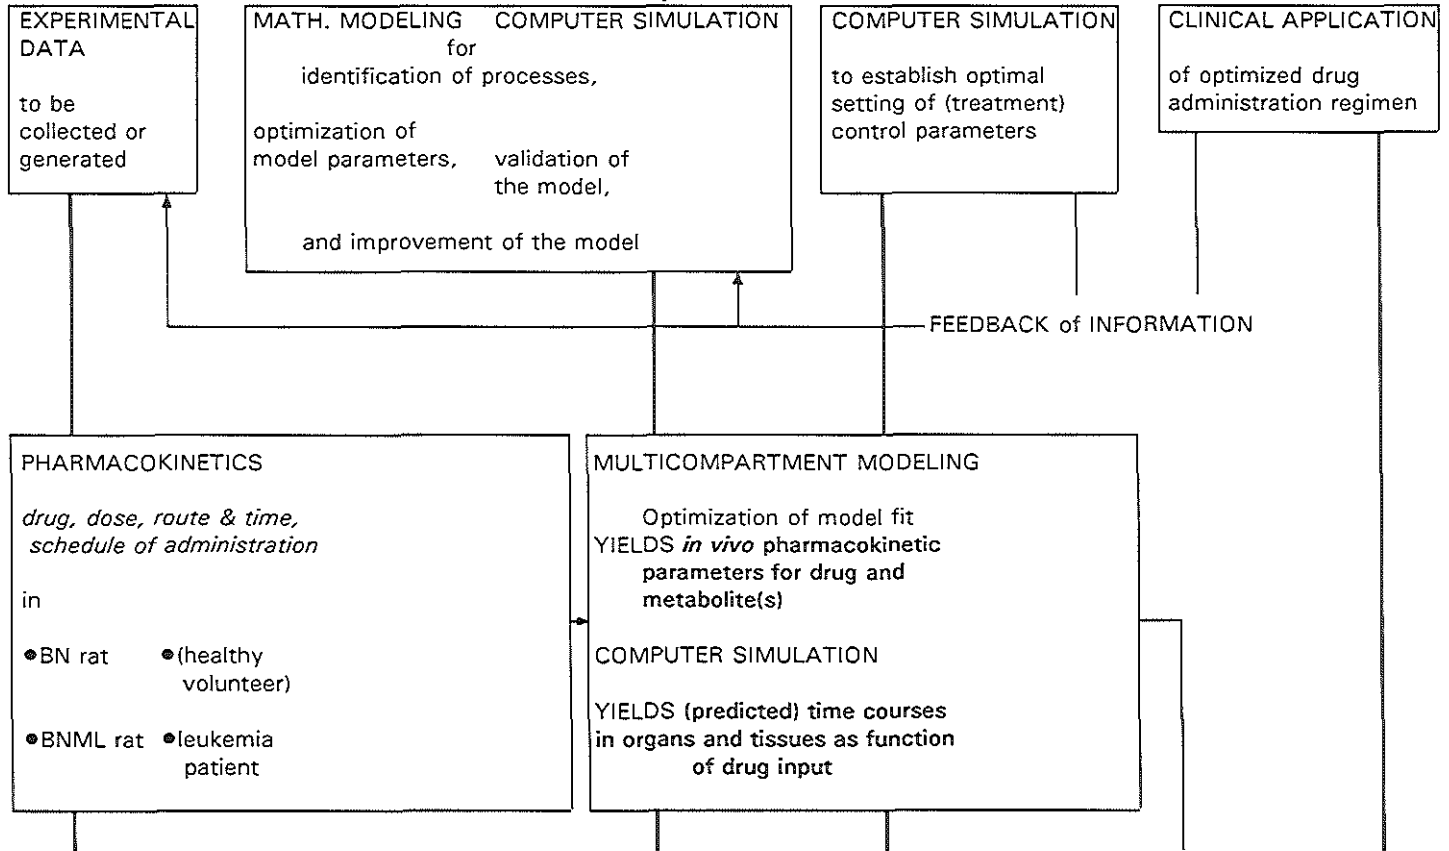 EXPERIMENTAL
DATA
to be
collected or
generated
MATH. MODELING COMPUTER SIMULATION
for
identification of processes,
optimization of
model parameters, validation of
the model,
and improvement of the model
COMPUTER SIMULATION
to establish optimal
setting of (treatment)
control parameters
CLINICAL APPLICATION
of optimized drug
administration regimen
FEEDBACK of INFORMATION
PHARMACOKINETICS
drug, dose, route & time,
schedule of administration
in
●BN rat ●(healthy
volunteer)
●BNML rat ●leukemia
patient
MULTICOMPARTMENT MODELING
Optimization of model fit
YIELDS in vivo pharmacokinetic
parameters for drug and
metabolite(s)
COMPUTER SIMULATION
YIELDS (predicted) time courses
in organs and tissues as function
of drug input